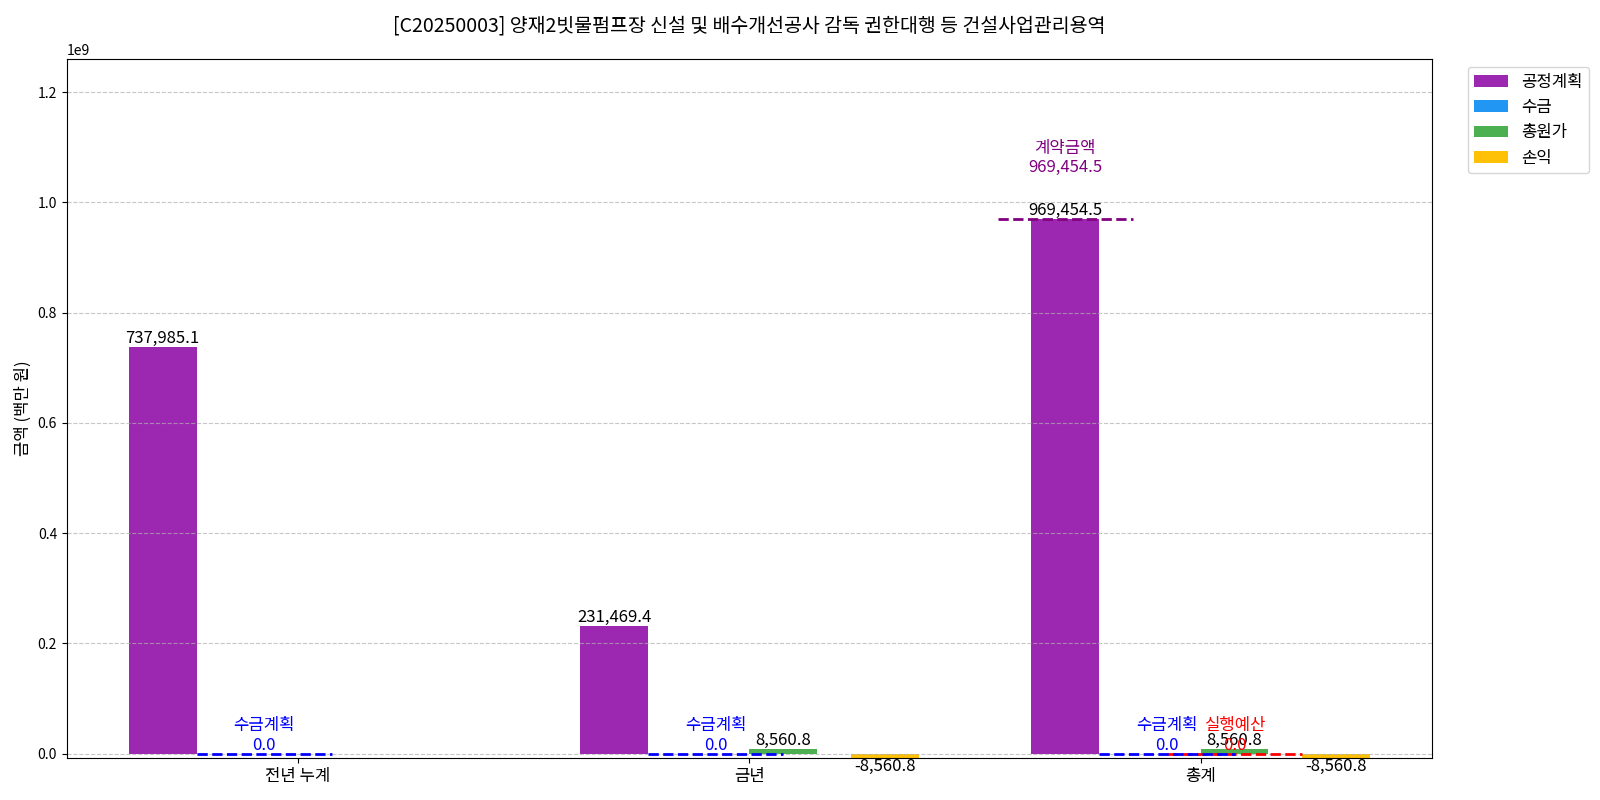 [C20250003] 양재2빗물펌프장 신설 및 배수개선공사 감독 권한대행 등 건설사업관리용역
1e9
공정계획
수금
총원가
손익
1.2
1.0
0.8
0.6
0.4
0.2
0.0
금액 (백만 원)
계약금액
969,454.5
969,454.5
737,985.1
231,469.4
수금계획
0.0
수금계획
0.0
8,560.8
-8,560.8
수금계획
0.0
실행예산
0.0
8,560.8
-8,560.8
전년 누계
금년
총계